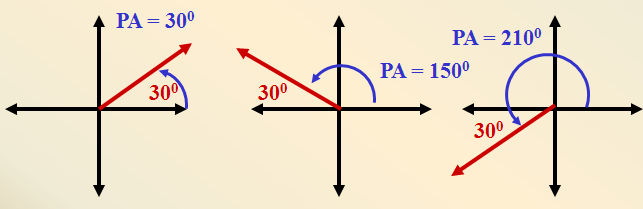 PA = 30⁰
30⁰
30⁰
PA = 150⁰
PA = 210⁰
30⁰